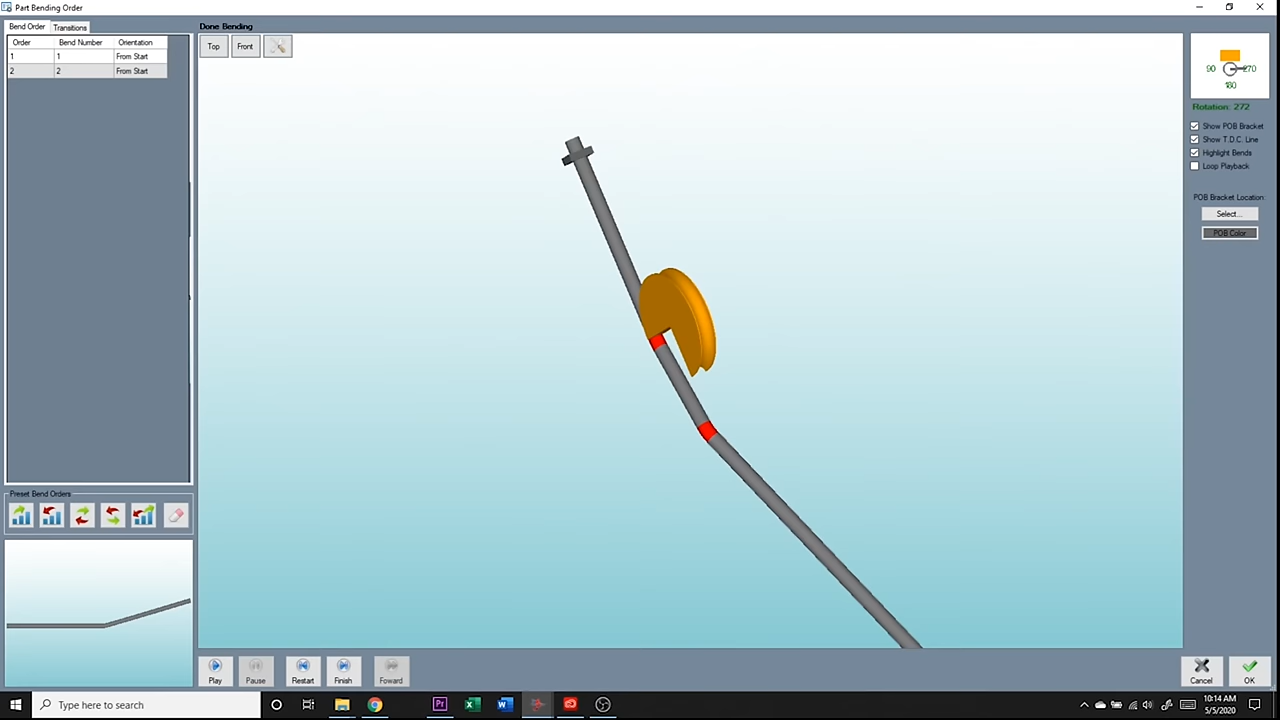 Part Bending Order
Bend Order Transitions
Order Bend Number Orientation
1 1 From Start
2 2 From Start
Done Bending
Top Front
90 270
180
Rotation: 272
Show POB Bracket
Show T.D.C. Line
Highlight Bends
Loop Playback
POB Bracket Location:
Select...
POB Color
Preset Bend Orders
Play Pause Restart Finish Foward
Cancel OK
Type here to search
Pr
10:14 AM
5/5/2020